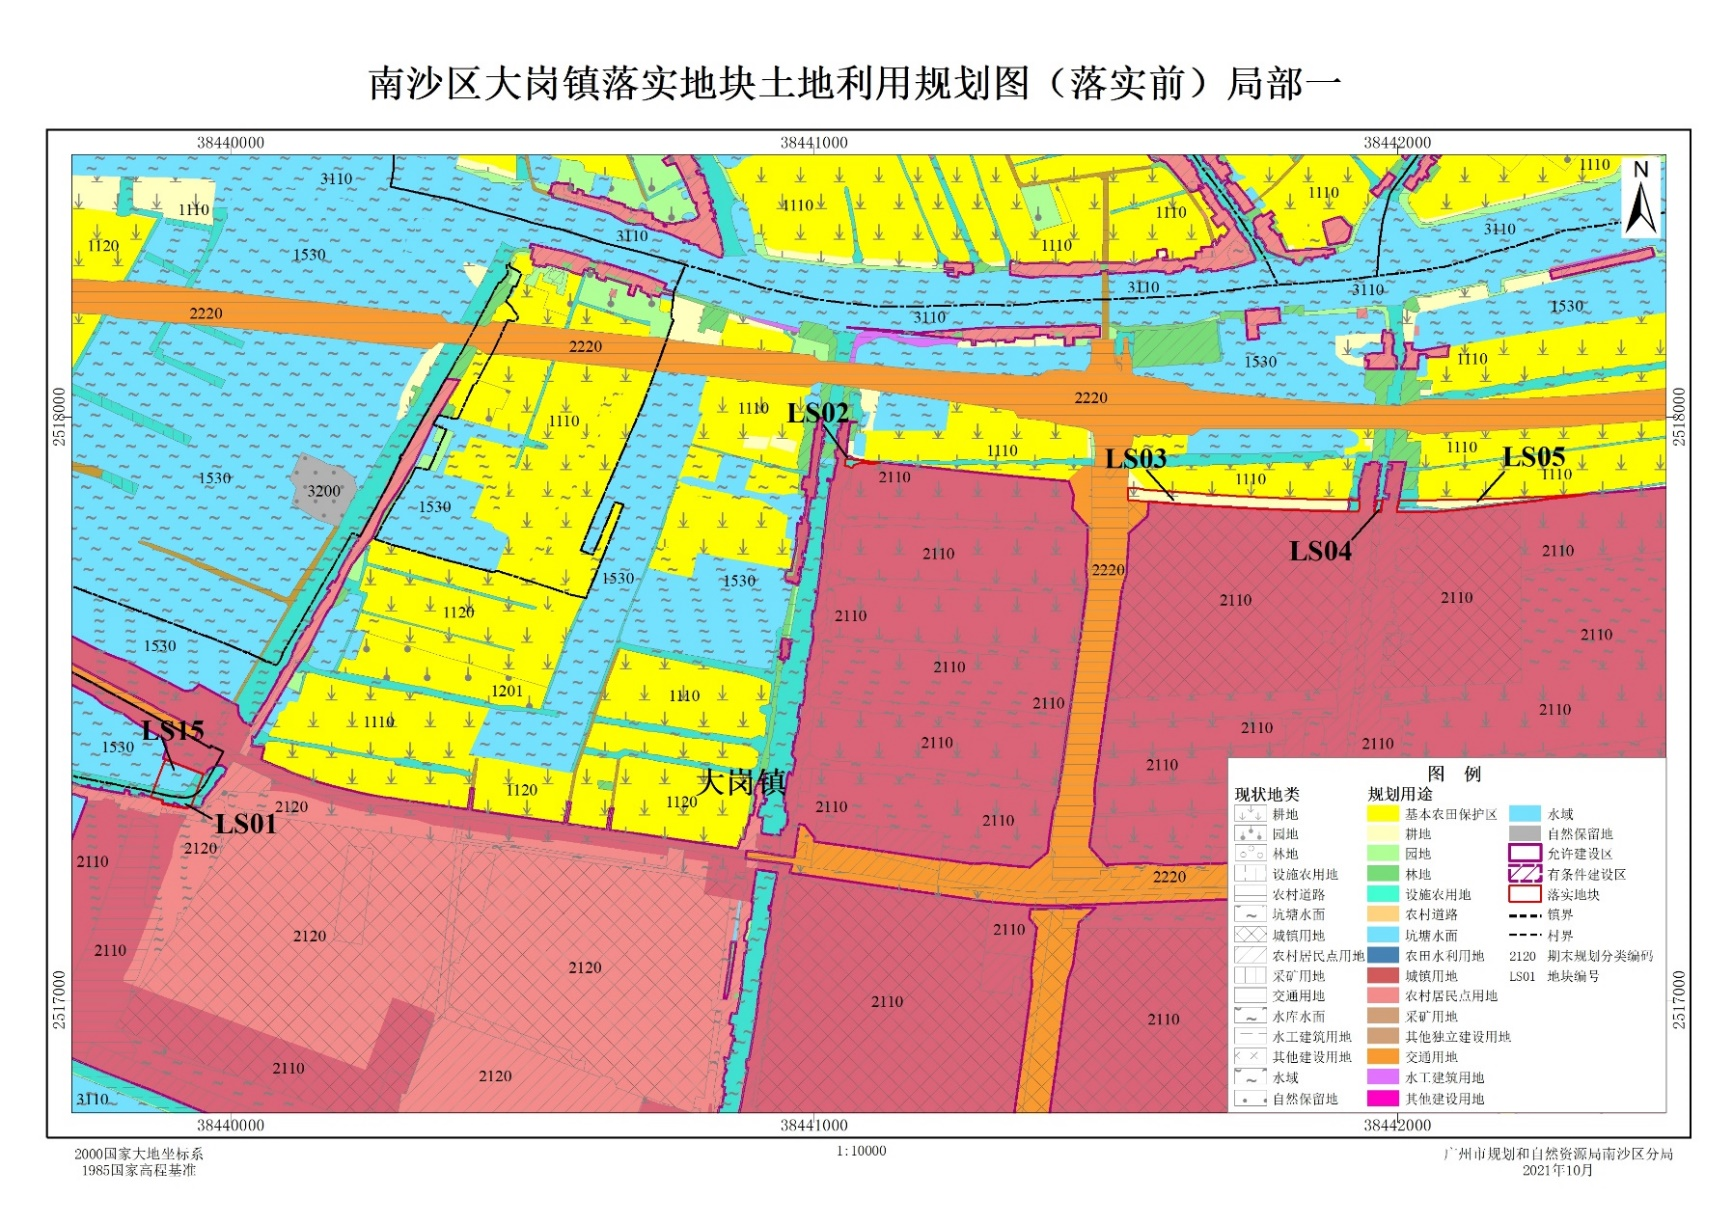 南沙区大岗镇落实地块土地利用规划图（落实前）局部一
38440000 38441000 38442000
N
3110 1110 1110
1110 1110 1110
1120 3110 1110 3110
1530
3110 3110
2220 3110 1530
2220 1530 1110
2518000 2518000
1110 1110 LS02 2220
1110 1110
LS03 LS05
1530 2110 1110 1110
3200 1530
LS04
2110 2110
1530 1530 2220
1120 2110 2110 2110
1530 2110
2110
1201 1110 2110 2110
1110 2110
LS15 2110 2110
1530 2110
大岗镇
1120 1120 1120 2110
LS01 2110
2120
2110 2220
2120 2110
2110 2120
2110 2110
2517000 2517000
2110 2120
3110
图 例
现状地类
耕地
园地
林地
设施农用地
农村道路
坑塘水面
城镇用地
农村居民点用地
采矿用地
交通用地
水库水面
水工建筑用地
其他建设用地
水域
自然保留地
规划用途
基本农田保护区
耕地
园地
林地
设施农用地
农村道路
坑塘水面
农田水利用地
城镇用地
农村居民点用地
采矿用地
其他独立建设用地
交通用地
水工建筑用地
其他建设用地
水域
自然保留地
允许建设区
有条件建设区
落实地块
镇界
村界
2120 期末规划分类编码
LS01 地块编号
38440000 38441000 38442000
2000国家大地坐标系
1985国家高程基准
1:10000
广州市规划和自然资源局南沙区分局
2021年10月